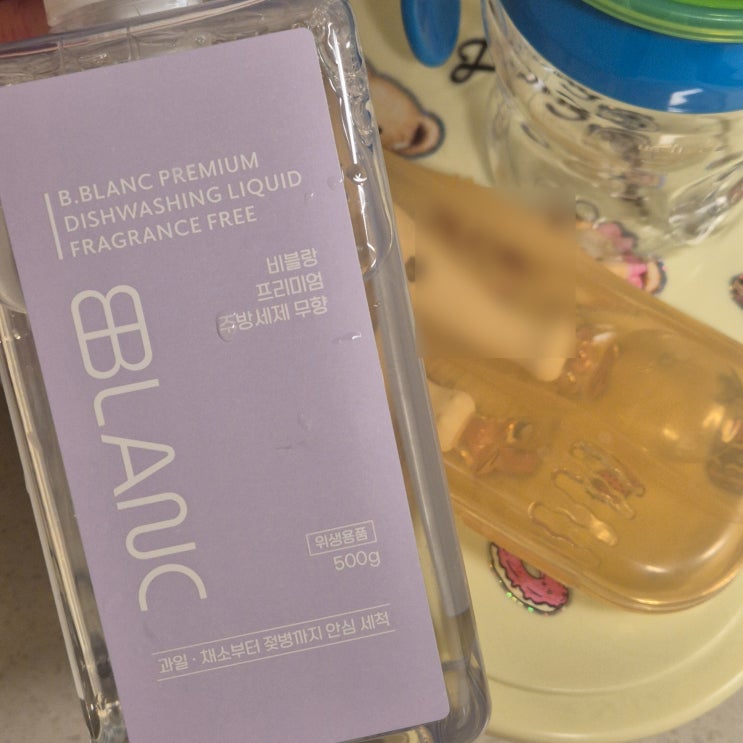 B.BLANC PREMIUM
DISHWASHING LIQUID
FRAGRANCE FREE
비블랑
프리미엄
주방세제 무향
BBLANC
위생용품
500g
과일 · 채소부터 젖병까지 안심 세척